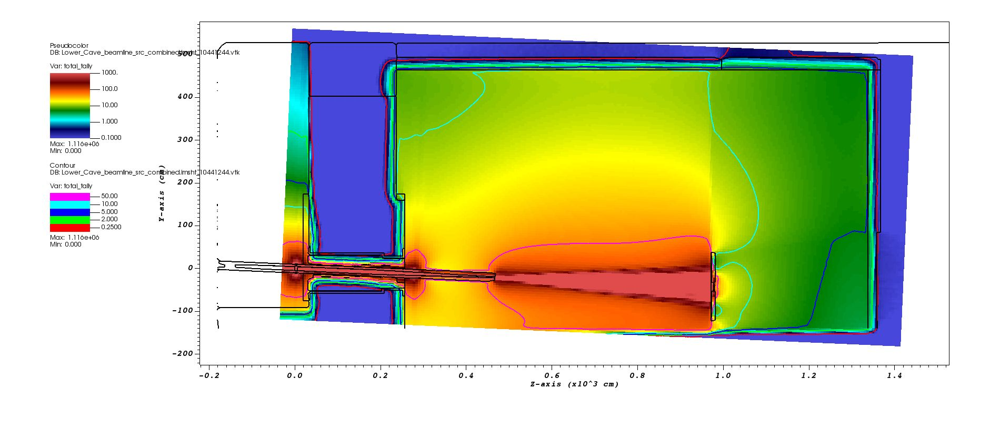 Pseudocolor
DB: Lower_Cave_beamline_src_combined.imsht_10441244.vtk
Var: total_tally
1000.
100.0
10.00
1.000
0.1000
Max: 1.116e+06
Min: 0.000
Contour
DB: Lower_Cave_beamline_src_combined.imsht_10441244.vtk
Var: total_tally
50.00
10.00
5.000
2.000
0.2500
Max: 1.116e+06
Min: 0.000
Y-axis (cm)
500
400
300
200
100
0
-100
-200
-0.2 0.0 0.2 0.4 0.6 0.8 1.0 1.2 1.4
Z-axis (x10^3 cm)